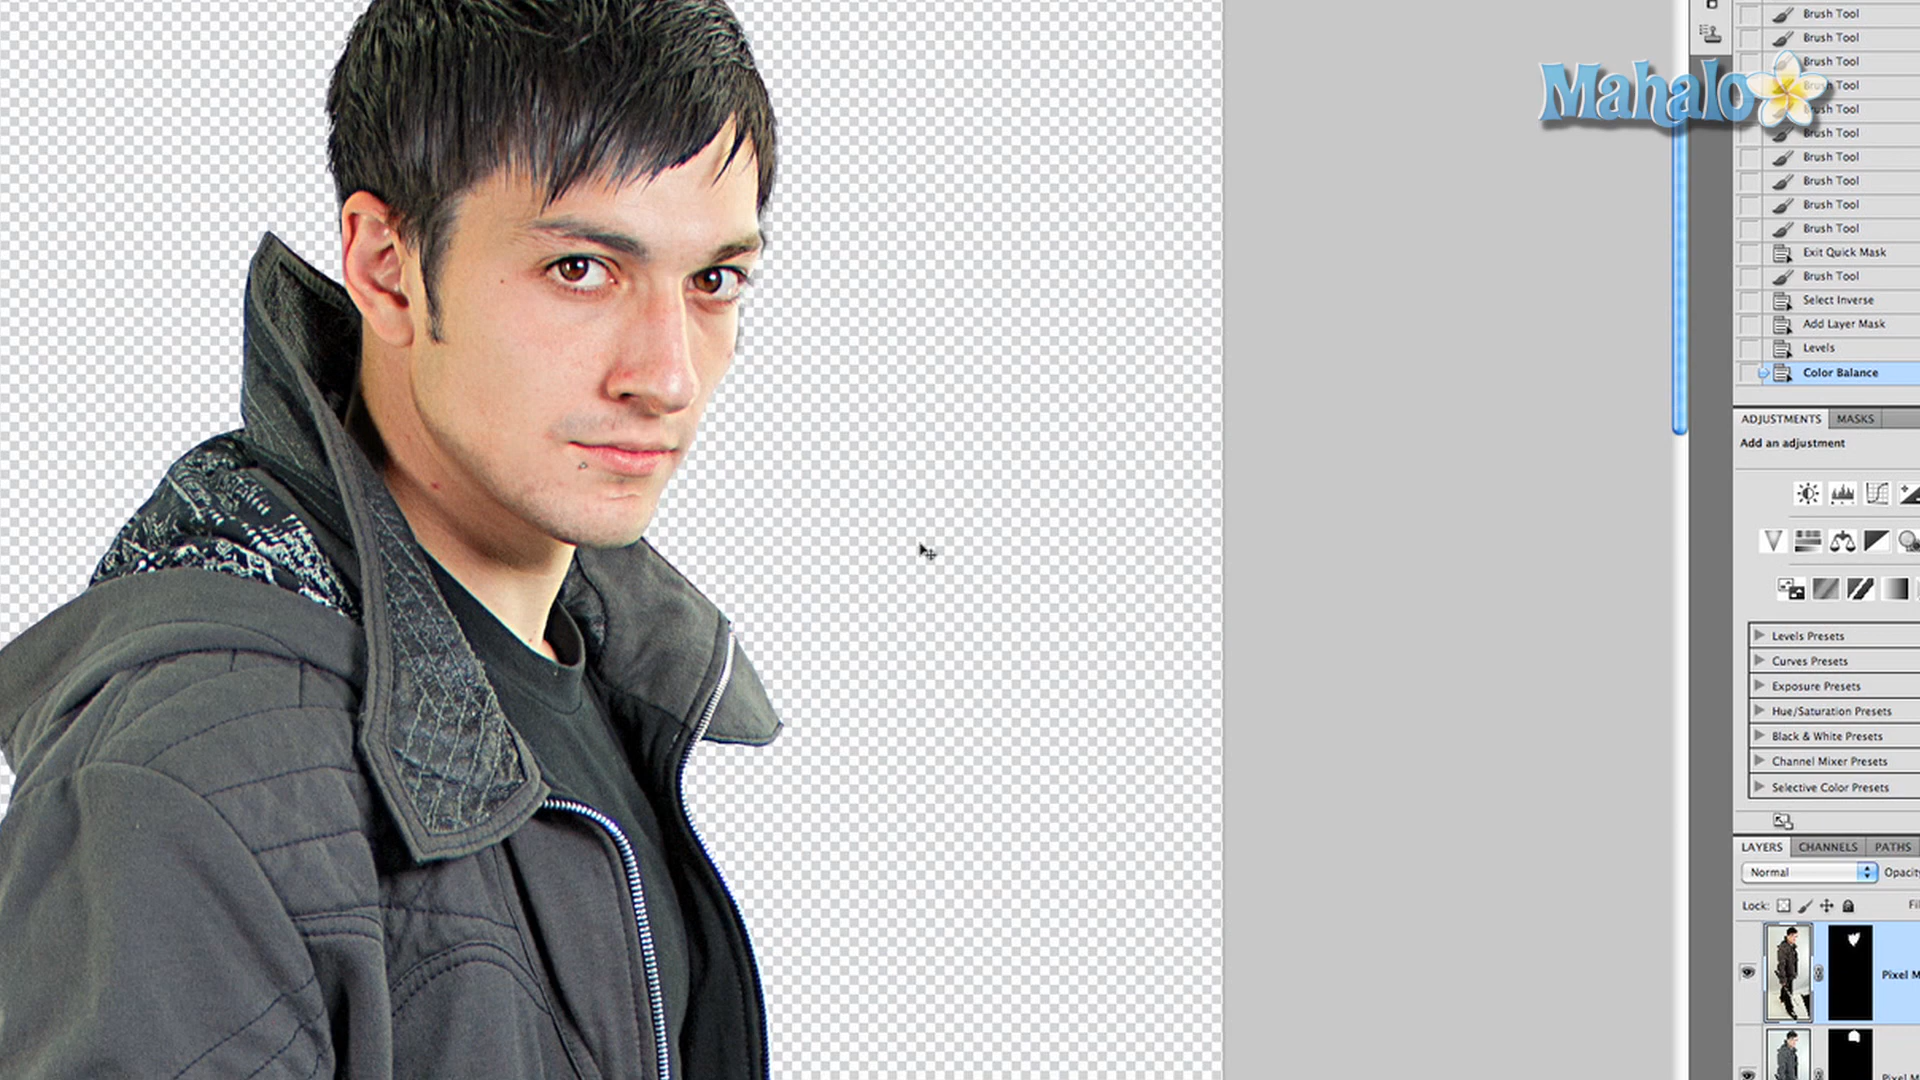 Brush Tool
Brush Tool
Mahalo
Brush Tool
Brush Tool
Brush Tool
Brush Tool
Brush Tool
Brush Tool
Brush Tool
Brush Tool
Exit Quick Mask
Brush Tool
Select Inverse
Add Layer Mask
Levels
Color Balance
ADJUSTMENTS MASKS
Add an adjustment
Levels Presets
Curves Presets
Exposure Presets
Hue/Saturation Presets
Black & White Presets
Channel Mixer Presets
Selective Color Presets
LAYERS CHANNELS PATHS
Normal Opacity
Lock: Fil
Pixel M
Pixel M